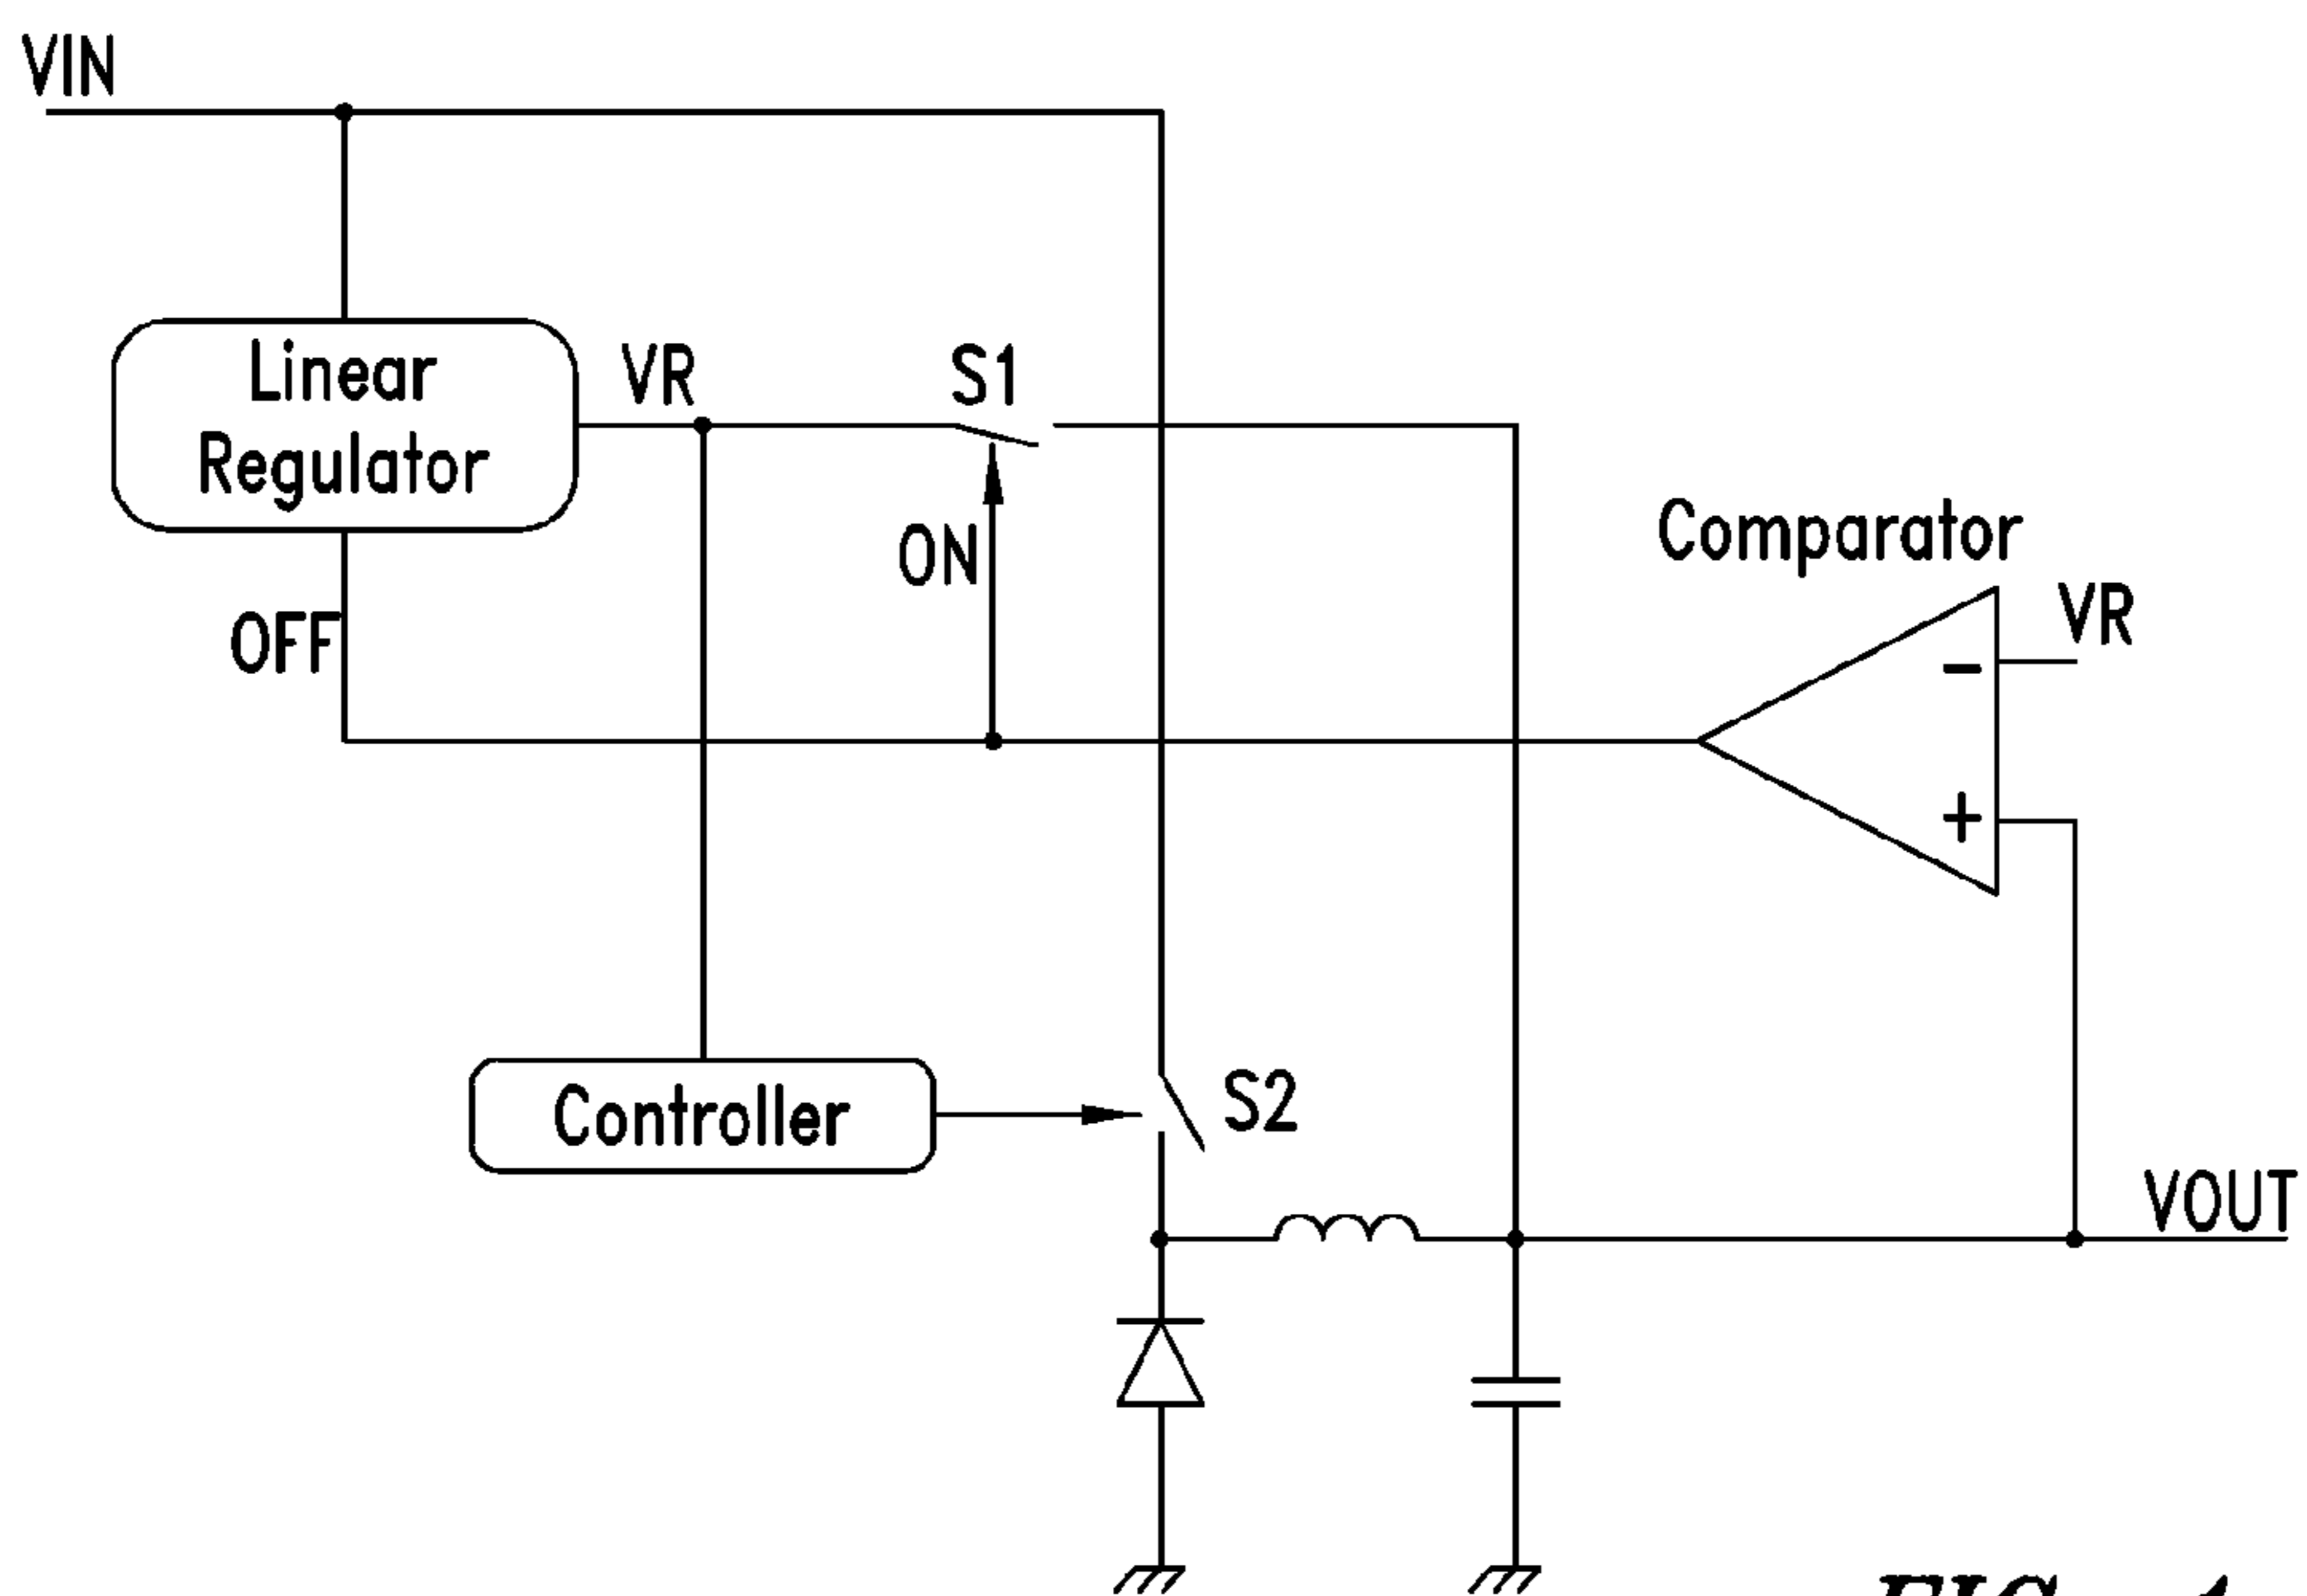 VIN
Linear
Regulator
VR
S1
ON
OFF
Comparator
VR
−
+
Controller
S2
VOUT